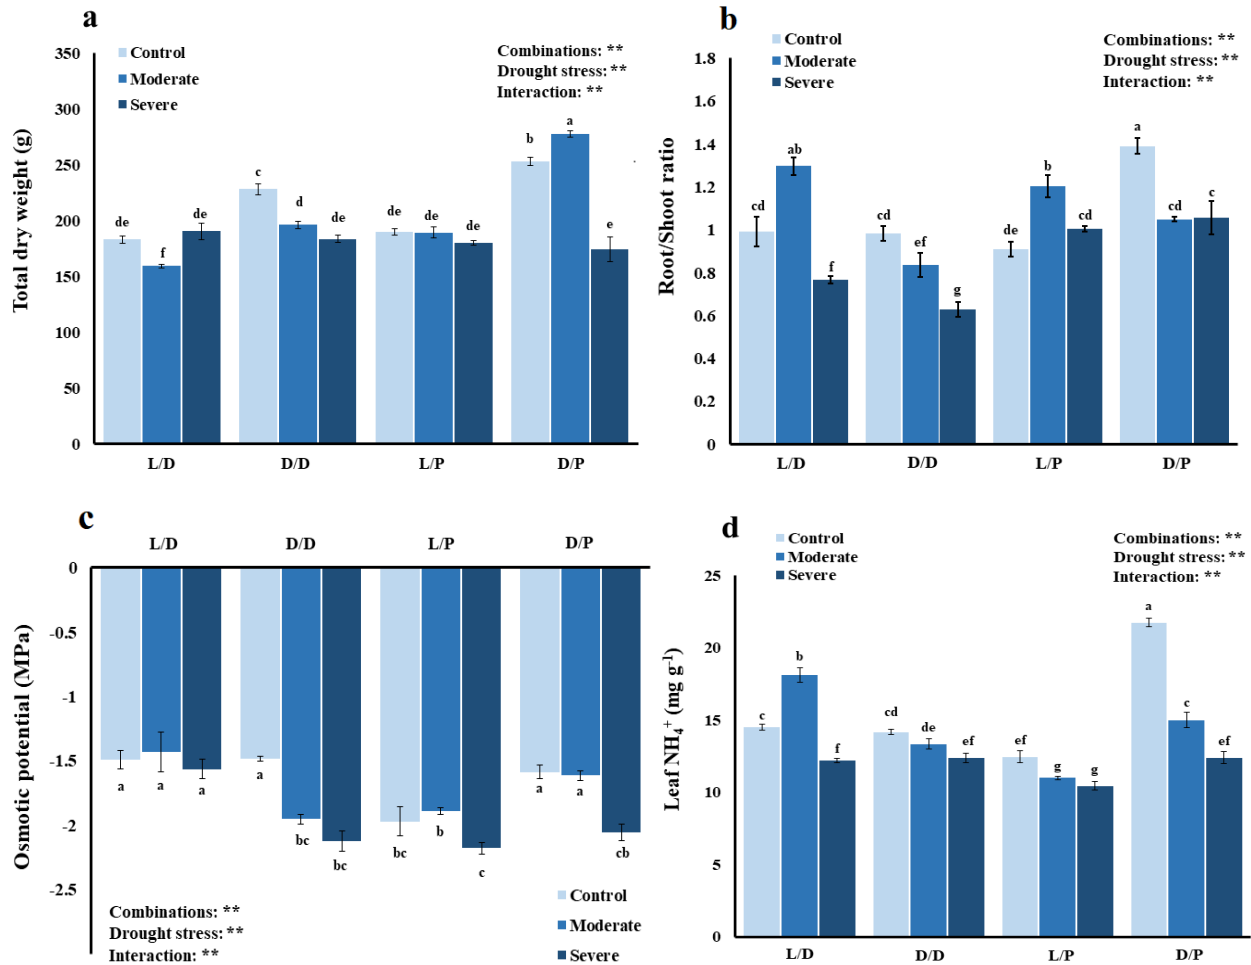 a
Control
Moderate
Severe
Combinations: **
Drought stress: **
Interaction: **
Total dry weight (g)
350
300
250
200
150
100
50
0
de
f
de
c
d
de
de
de
de
b
a
e
L/D
D/D
L/P
D/P
b
Control
Moderate
Severe
Combinations: **
Drought stress: **
Interaction: **
Root/Shoot ratio
1.8
1.6
1.4
1.2
1
0.8
0.6
0.4
0.2
0
cd
ab
f
cd
ef
g
de
b
cd
a
c
L/D
D/D
L/P
D/P
c
L/D
D/D
L/P
D/P
Osmotic potential (MPa)
0
-0.5
-1
-1.5
-2
-2.5
a
a
a
a
bc
bc
bc
b
c
a
a
cb
Combinations: **
Drought stress: **
Interaction: **
Control
Moderate
Severe
d
Control
Moderate
Severe
Combinations: **
Drought stress: **
Interaction: **
Leaf NH₄⁺ (mg g⁻¹)
25
20
15
10
5
0
c
b
f
cd
de
ef
ef
g
g
a
c
ef
L/D
D/D
L/P
D/P